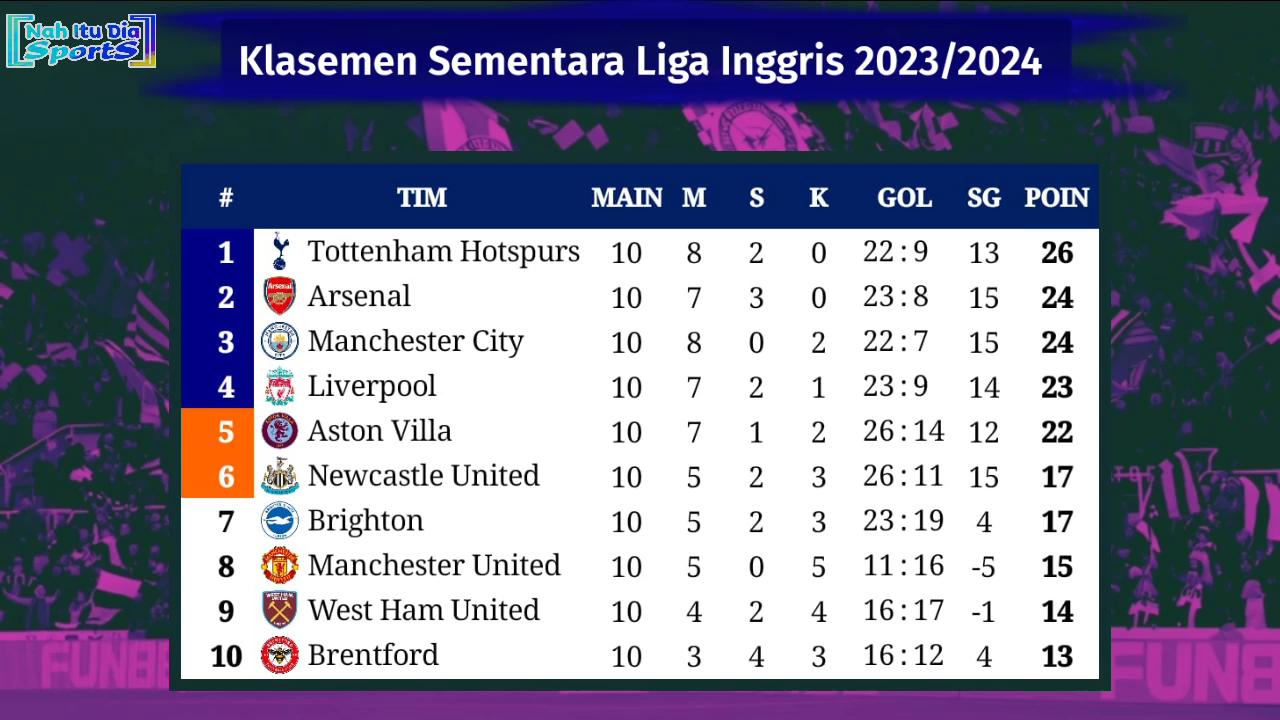 Nah Itu Dia
Sports
Klasemen Sementara Liga Inggris 2023/2024
# TIM MAIN M S K GOL SG POIN
1 Tottenham Hotspurs 10 8 2 0 22:9 13 26
2 Arsenal 10 7 3 0 23:8 15 24
3 Manchester City 10 8 0 2 22:7 15 24
4 Liverpool 10 7 2 1 23:9 14 23
5 Aston Villa 10 7 1 2 26:14 12 22
6 Newcastle United 10 5 2 3 26:11 15 17
7 Brighton 10 5 2 3 23:19 4 17
8 Manchester United 10 5 0 5 11:16 -5 15
9 West Ham United 10 4 2 4 16:17 -1 14
10 Brentford 10 3 4 3 16:12 4 13
FUN FUN